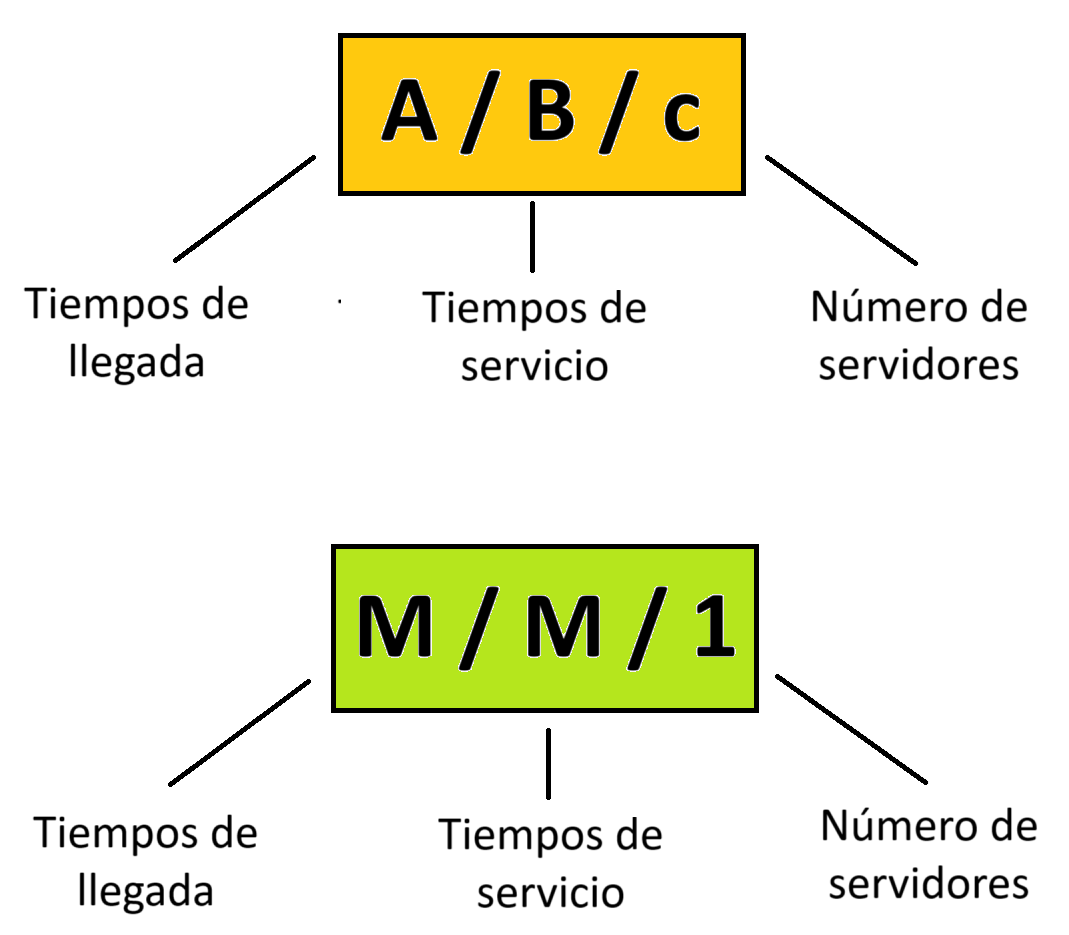 A / B / c
Tiempos de
llegada
Tiempos de
servicio
Número de
servidores
M / M / 1
Tiempos de
llegada
Tiempos de
servicio
Número de
servidores